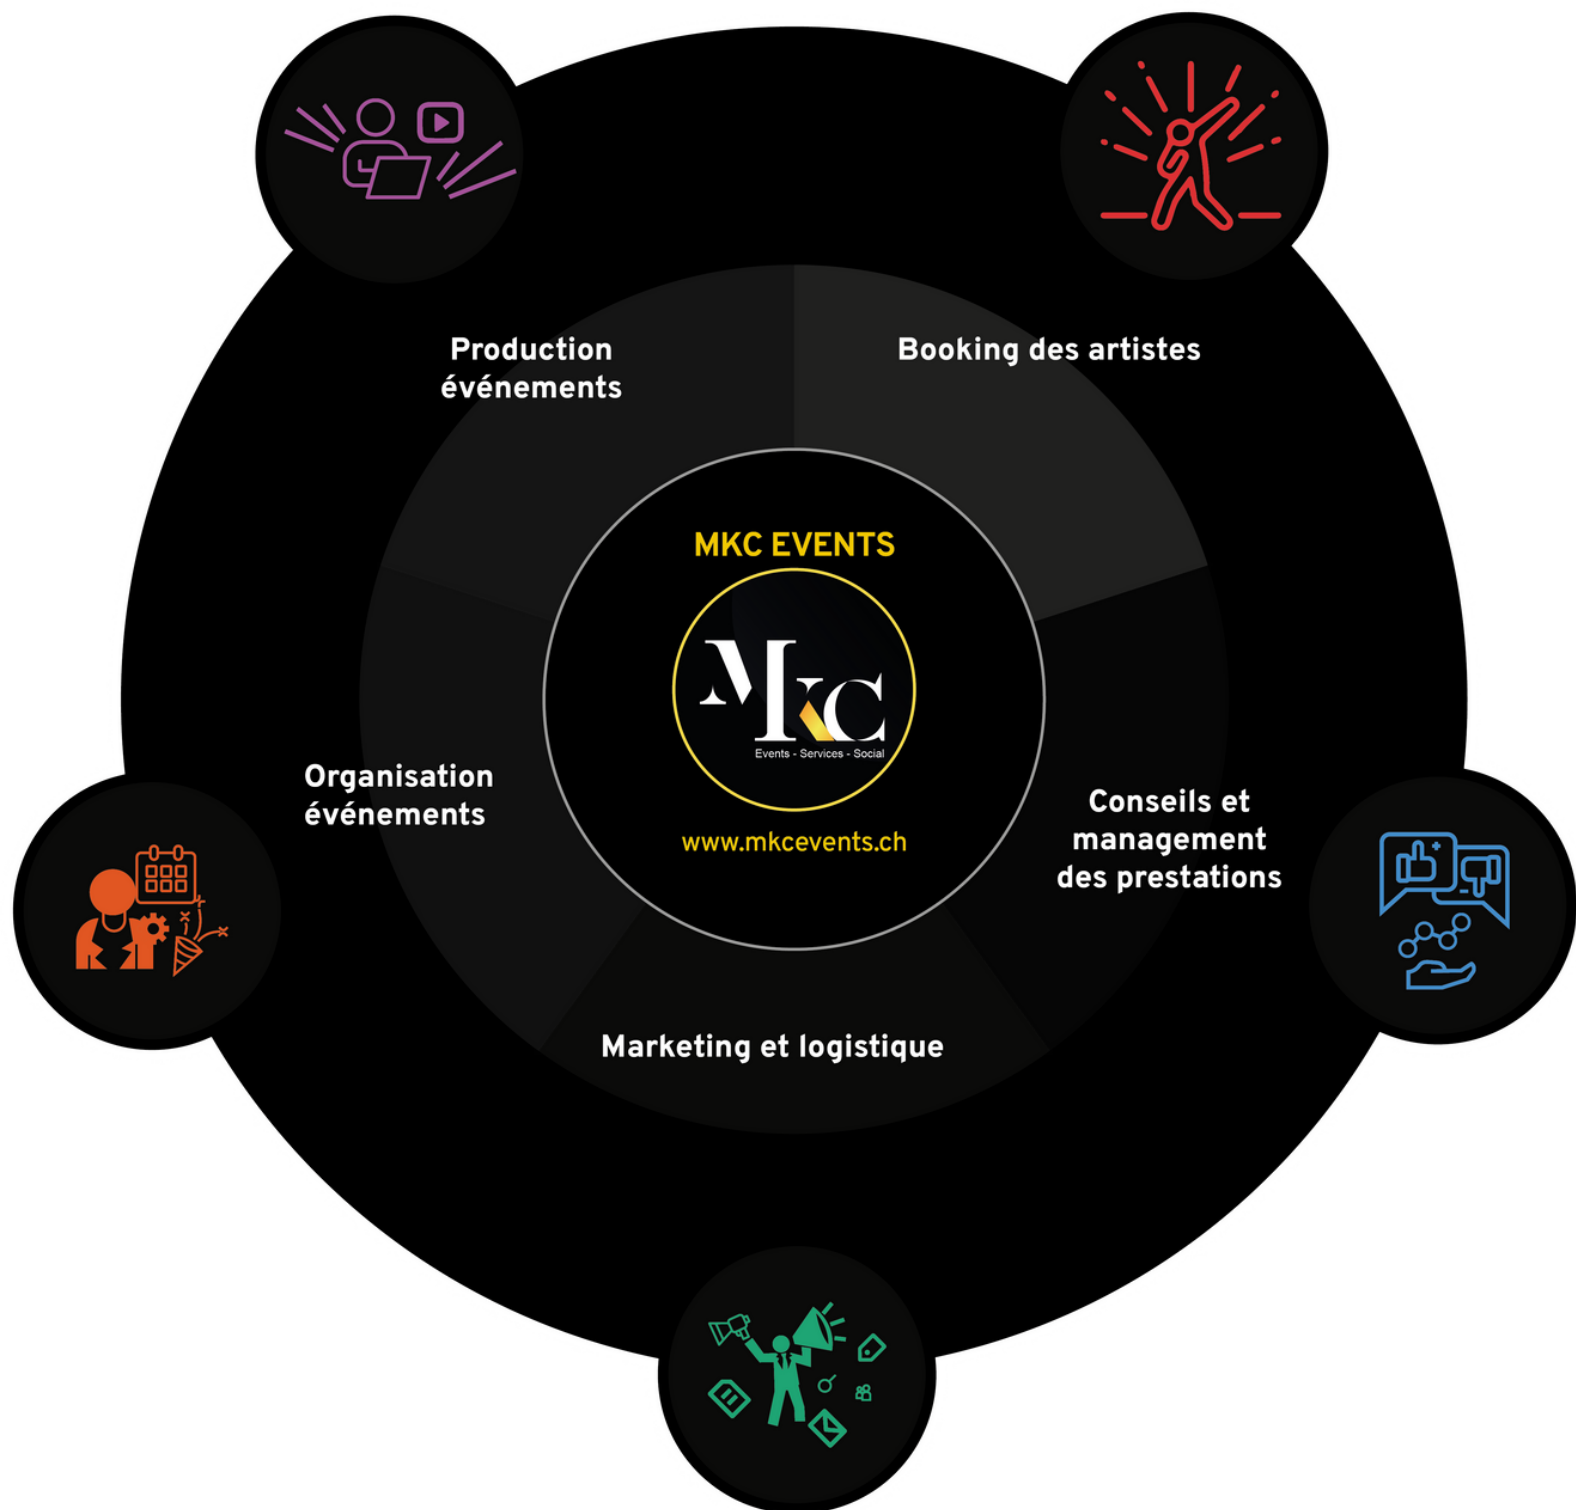 Production
événements
Booking des artistes
MKC EVENTS
MKC
Events - Services - Social
www.mkcevents.ch
Organisation
événements
Conseils et
management
des prestations
Marketing et logistique